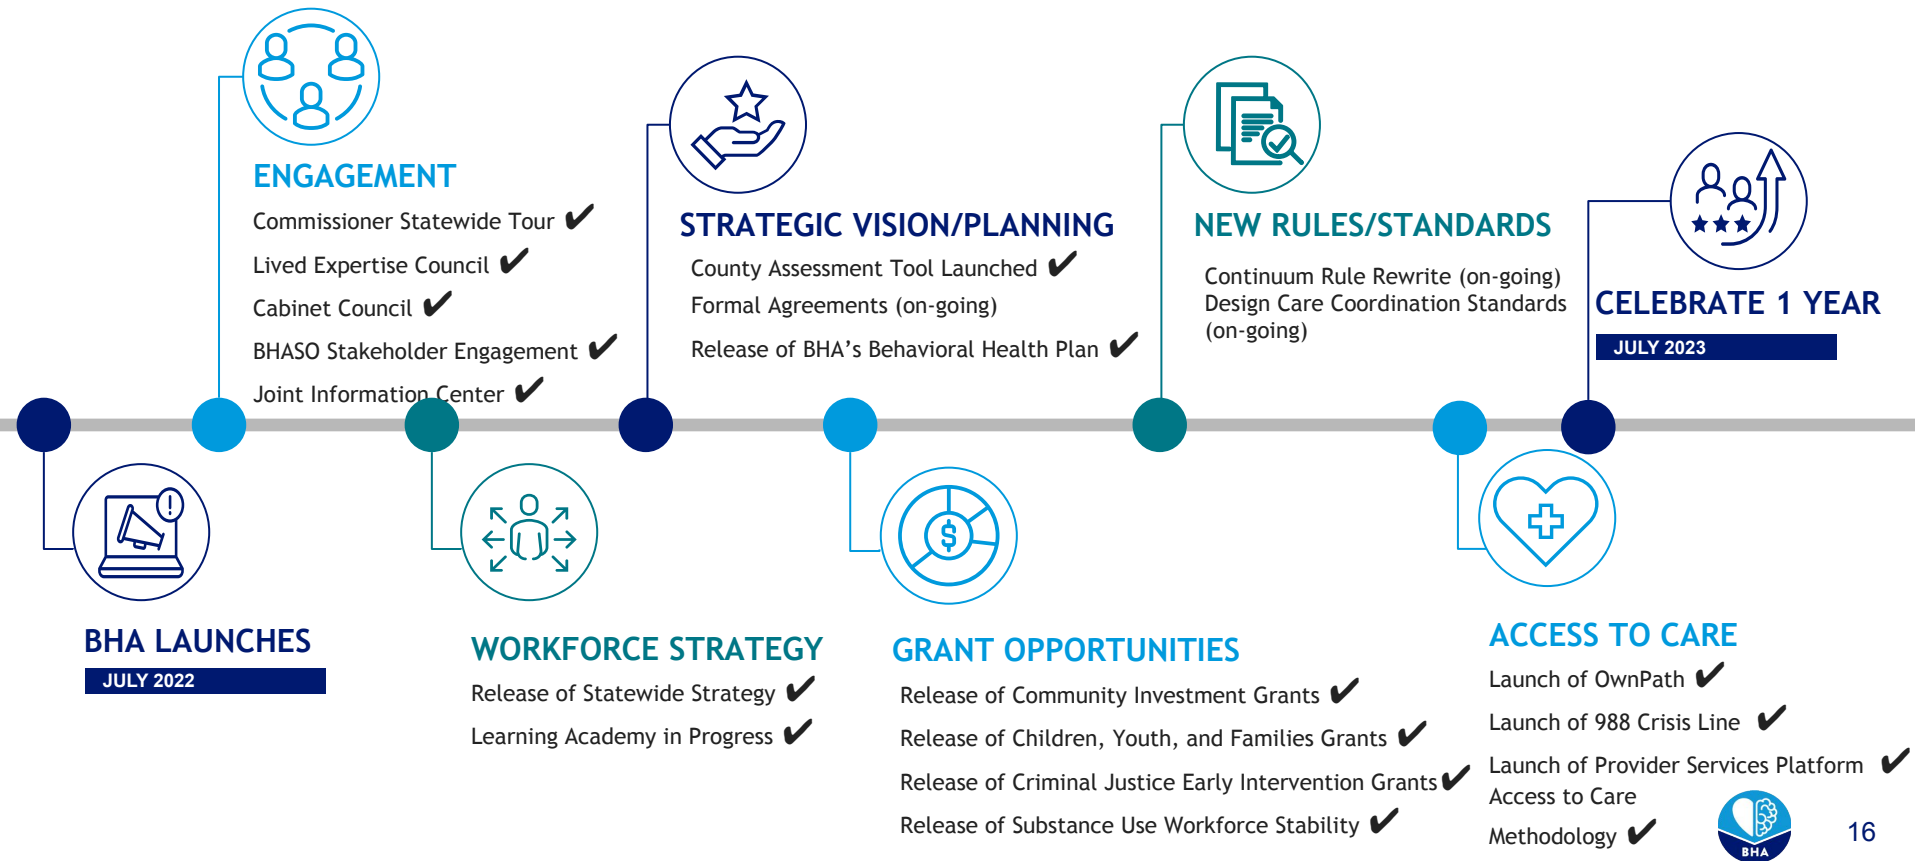 ENGAGEMENT
Commissioner Statewide Tour ✔
Lived Expertise Council ✔
Cabinet Council ✔
BHASO Stakeholder Engagement ✔
Joint Information Center ✔
STRATEGIC VISION/PLANNING
County Assessment Tool Launched ✔
Formal Agreements (on-going)
Release of BHA's Behavioral Health Plan ✔
NEW RULES/STANDARDS
Continuum Rule Rewrite (on-going)
Design Care Coordination Standards
(on-going)
CELEBRATE 1 YEAR
JULY 2023
BHA LAUNCHES
JULY 2022
WORKFORCE STRATEGY
Release of Statewide Strategy ✔
Learning Academy in Progress ✔
GRANT OPPORTUNITIES
Release of Community Investment Grants ✔
Release of Children, Youth, and Families Grants ✔
Release of Criminal Justice Early Intervention Grants ✔
Release of Substance Use Workforce Stability ✔
ACCESS TO CARE
Launch of OwnPath ✔
Launch of 988 Crisis Line ✔
Launch of Provider Services Platform ✔
Access to Care
Methodology ✔
BHA
16